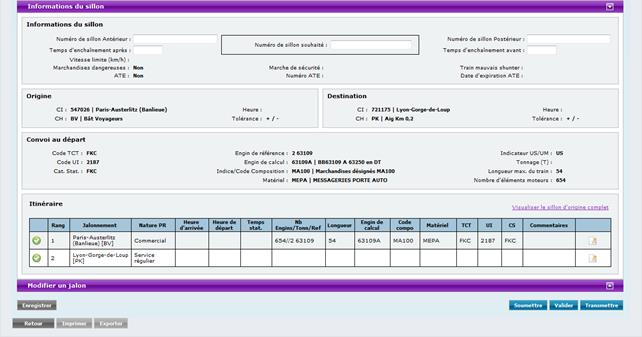 Informations du sillon
Informations du sillon
Numéro de sillon Antérieur :
Numéro de sillon souhaité :
Numéro de sillon Postérieur :
Temps d'enchaînement après :
Temps d'enchaînement avant :
Vitesse limite (km/h) :
Marchandises dangereuses : Non
Marche de sécurité :
Train mauvais shunter :
ATE : Non
Numéro ATE :
Date d'expiration ATE :
Origine
CI : 547026 | Paris-Austerlitz (Banlieue)
Heure :
CH : BV | Bât Voyageurs
Tolérance : + / -
Destination
CI : 721175 | Lyon-Gorge-de-Loup
Heure :
CH : PK | Aig Km 0,2
Tolérance : + / -
Convoi au départ
Code TCT : FKC
Engin de référence : 2 63109
Indicateur US/UM : US
Code UI : 2187
Engin de calcul : 63109A | BB63109 A 63250 en DT
Tonnage (T) :
Cat. Stat. : FKC
Indice/Code Composition : MA100 | Marchandises désignés MA100
Longueur max. du train : 54
Matériel : MEPA | MESSAGERIES PORTE AUTO
Nombre d'éléments moteurs : 654
Itinéraire
Visualiser le sillon d'origine complet
Rang Jalonnement Nature PR Heure d'arrivée Heure de départ Temps stat. Nb Engins/Tonn/Ref Longueur Engin de calcul Code compo Matériel TCT UI CS Commentaires
1 Paris-Austerlitz (Banlieue) [BV] Commercial 654//2 63109 54 63109A MA100 MEPA FKC 2187 FKC
2 Lyon-Gorge-de-Loup [PK] Service régulier
Modifier un jalon
Enregistrer Soumettre Valider Transmettre
Retour Imprimer Exporter